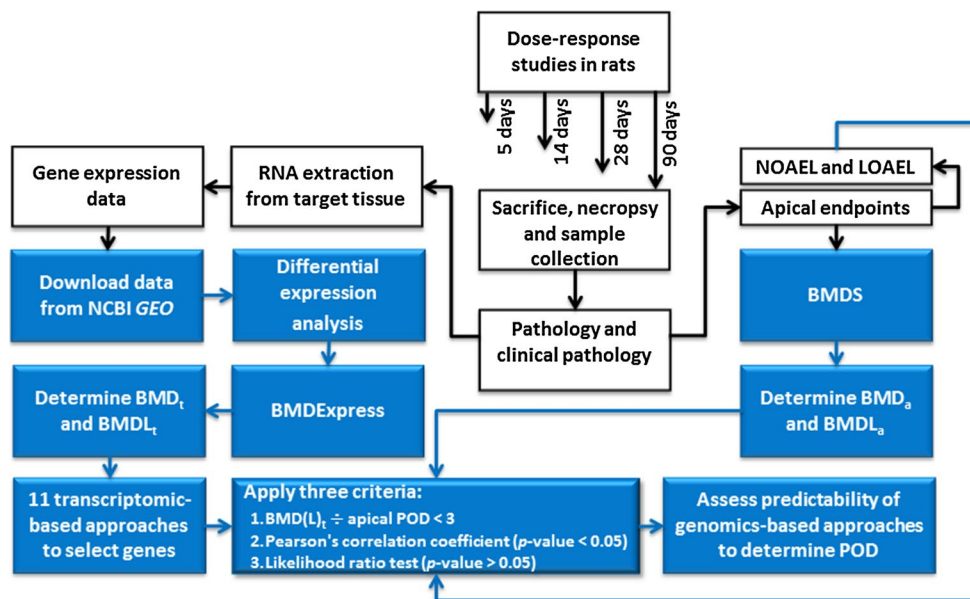 Dose-response
studies in rats
5 days
14 days
28 days
90 days
Gene expression
data
RNA extraction
from target tissue
Sacrifice, necropsy
and sample
collection
NOAEL and LOAEL
Apical endpoints
Download data
from NCBI GEO
Differential
expression
analysis
Pathology and
clinical pathology
BMDS
Determine BMDₜ
and BMDLₜ
BMDExpress
Determine BMDₐ
and BMDLₐ
11 transcriptomic-
based approaches
to select genes
Apply three criteria:
1.BMD(L)ₜ ÷ apical POD < 3
2.Pearson's correlation coefficient (p-value < 0.05)
3.Likelihood ratio test (p-value > 0.05)
Assess predictability of
genomics-based approaches
to determine POD